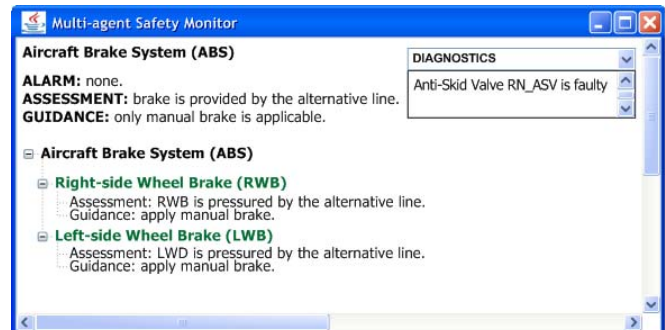 Multi-agent Safety Monitor
Aircraft Brake System (ABS)
DIAGNOSTICS
Anti-Skid Valve RN_ASV is faulty
ALARM: none.
ASSESSMENT: brake is provided by the alternative line.
GUIDANCE: only manual brake is applicable.
Aircraft Brake System (ABS)
Right-side Wheel Brake (RWB)
Assessment: RWB is pressured by the alternative line.
Guidance: apply manual brake.
Left-side Wheel Brake (LWB)
Assessment: LWD is pressured by the alternative line.
Guidance: apply manual brake.